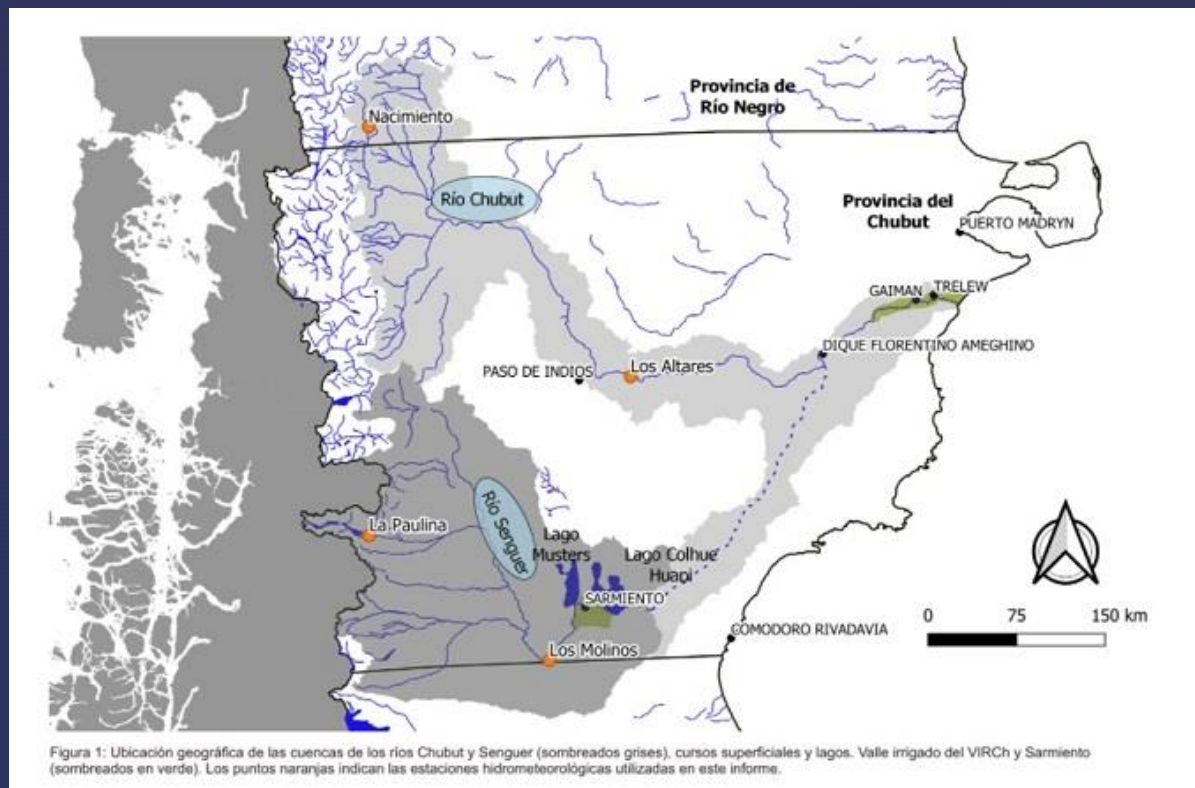 Provincia de
Río Negro
Nacimiento
Río Chubut
Provincia del
Chubut
PUERTO MADRYN
GAIMAN
TRELEW
DIQUE FLORENTINO AMEGHINO
PASO DE INDIOS
Los Altares
La Paulina
Río Senguer
Lago
Musters
Lago Colhue
Huapi
SARMIENTO
Los Molinos
COMODORO RIVADAVIA
0 75 150 km
Figura 1: Ubicación geográfica de las cuencas de los ríos Chubut y Senguer (sombreados grises), cursos superficiales y lagos. Valle irrigado del VIRCh y Sarmiento
(sombreados en verde). Los puntos naranjas indican las estaciones hidrometeorológicas utilizadas en este informe.